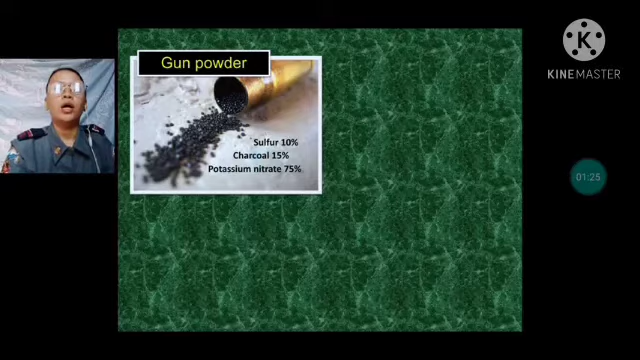 Gun powder
Sulfur 10%
Charcoal 15%
Potassium nitrate 75%
KINEMASTER
01:25